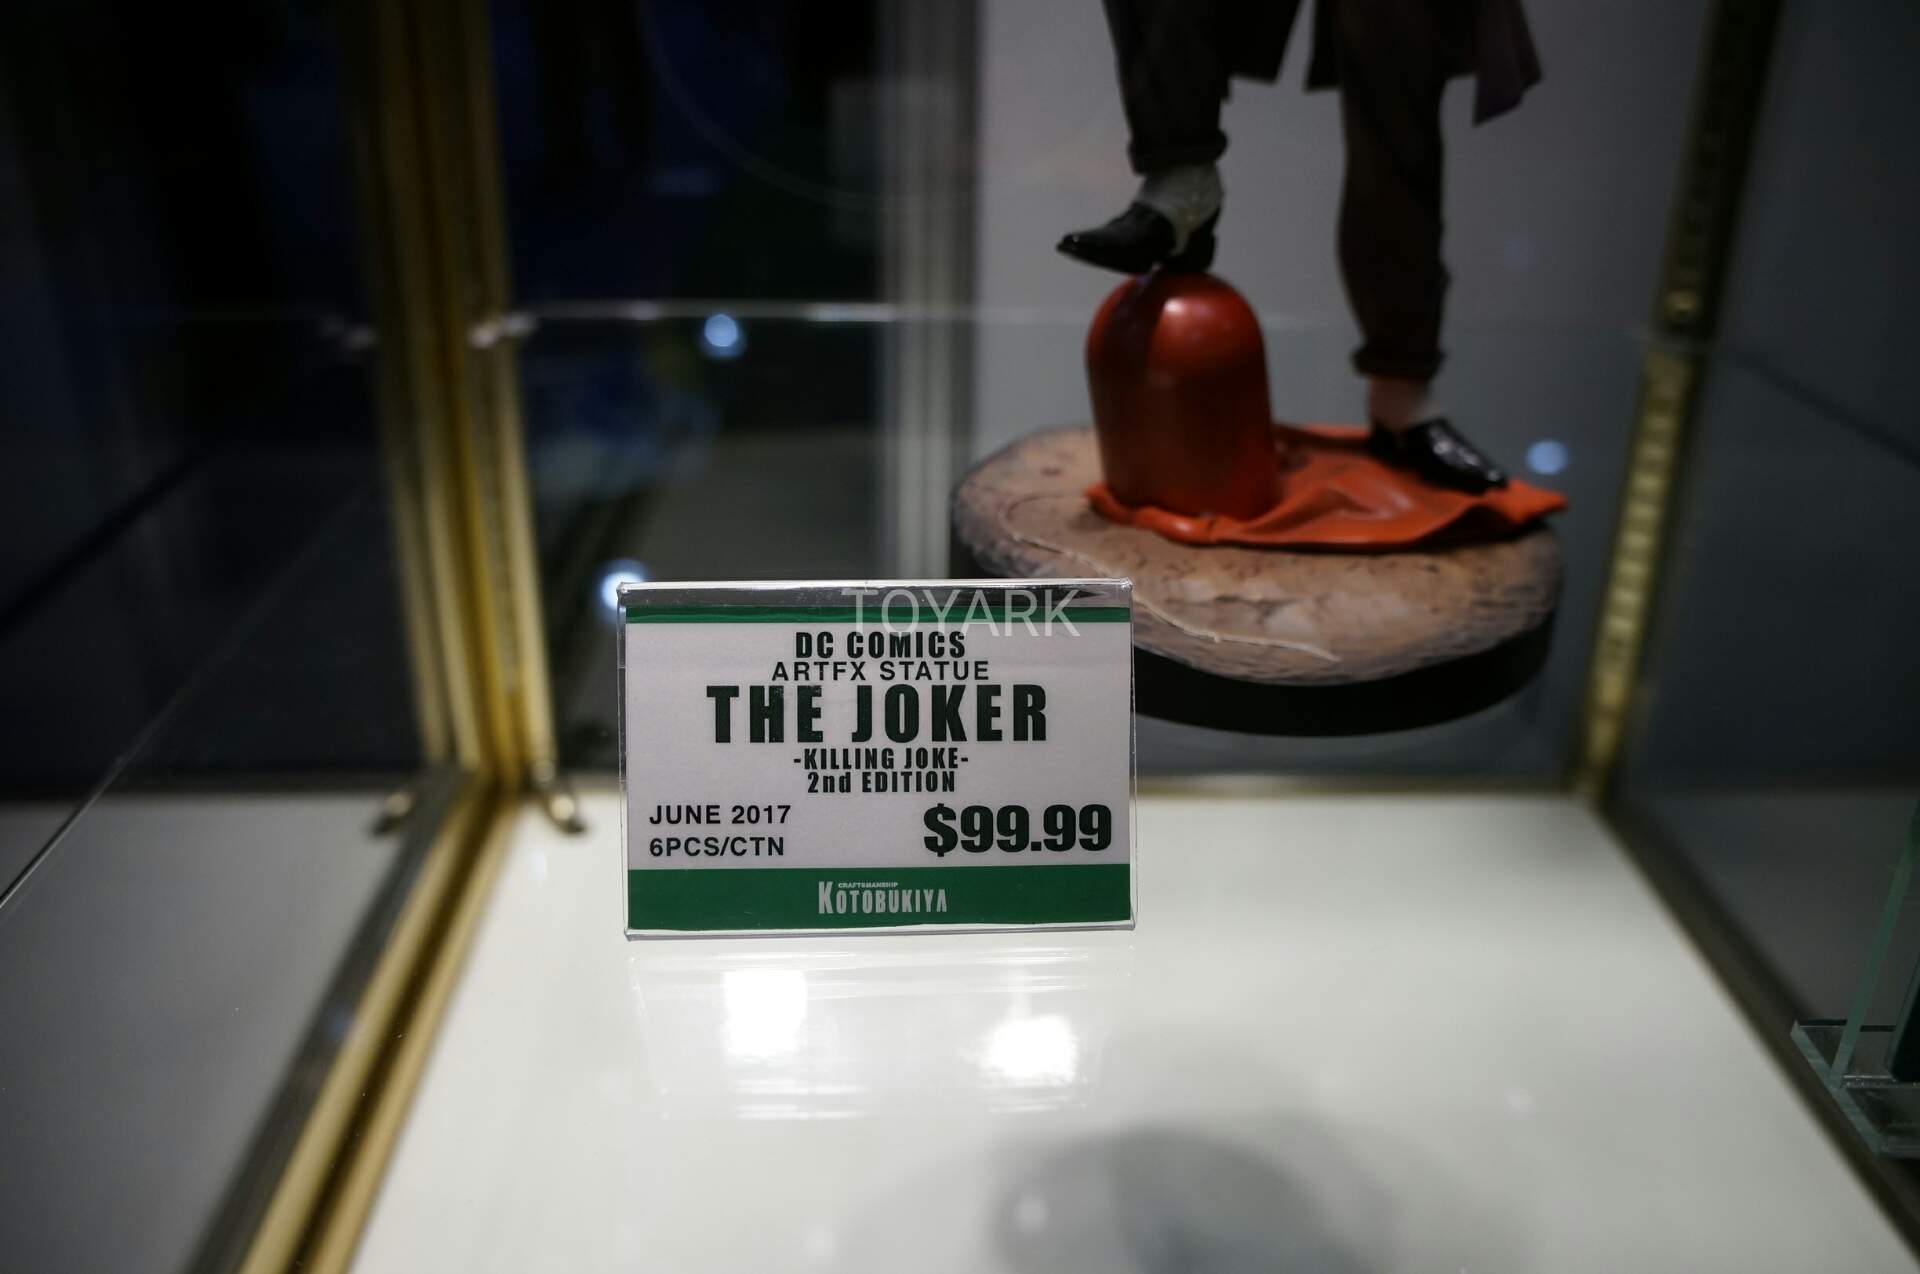 TOYARK
DC COMICS
ARTFX STATUE
THE JOKER
-KILLING JOKE-
2nd EDITION
JUNE 2017
6PCS/CTN
$99.99
CRAFTSMANSHIP
KOTOBUKIYA